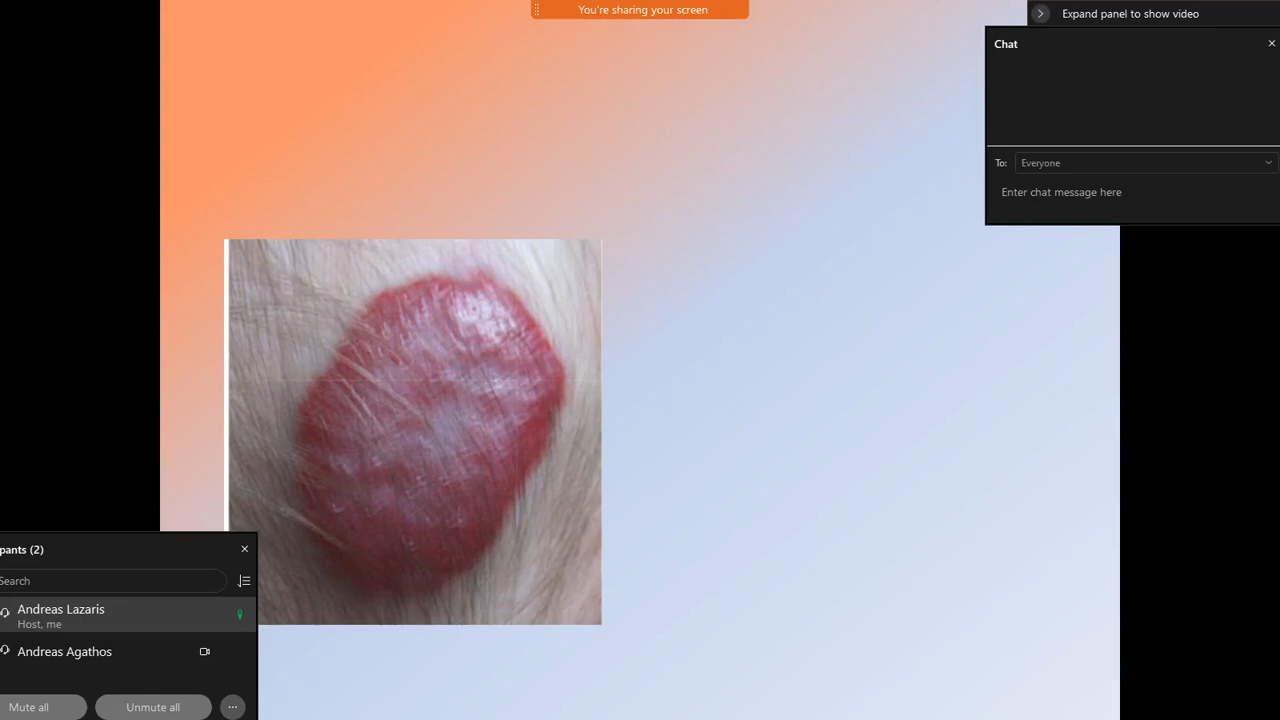 You're sharing your screen
Expand panel to show video
Chat
To: Everyone
Enter chat message here
pants (2)
Search
Andreas Lazaris
Host, me
Andreas Agathos
Mute all
Unmute all